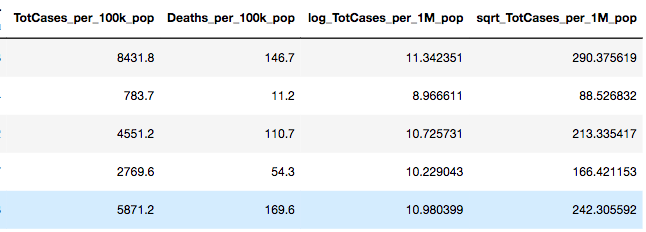 TotCases_per_100k_pop Deaths_per_100k_pop log_TotCases_per_1M_pop sqrt_TotCases_per_1M_pop
8431.8 146.7 11.342351 290.375619
783.7 11.2 8.966611 88.526832
4551.2 110.7 10.725731 213.335417
2769.6 54.3 10.229043 166.421153
5871.2 169.6 10.980399 242.305592